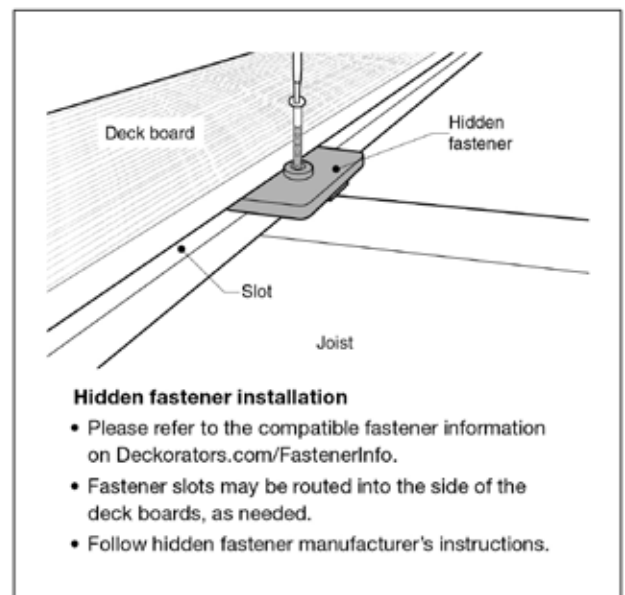 Deck board
Hidden
fastener
Slot
Joist
Hidden fastener installation
• Please refer to the compatible fastener information
on Deckorators.com/FastenerInfo.
• Fastener slots may be routed into the side of the
deck boards, as needed.
• Follow hidden fastener manufacturer's instructions.